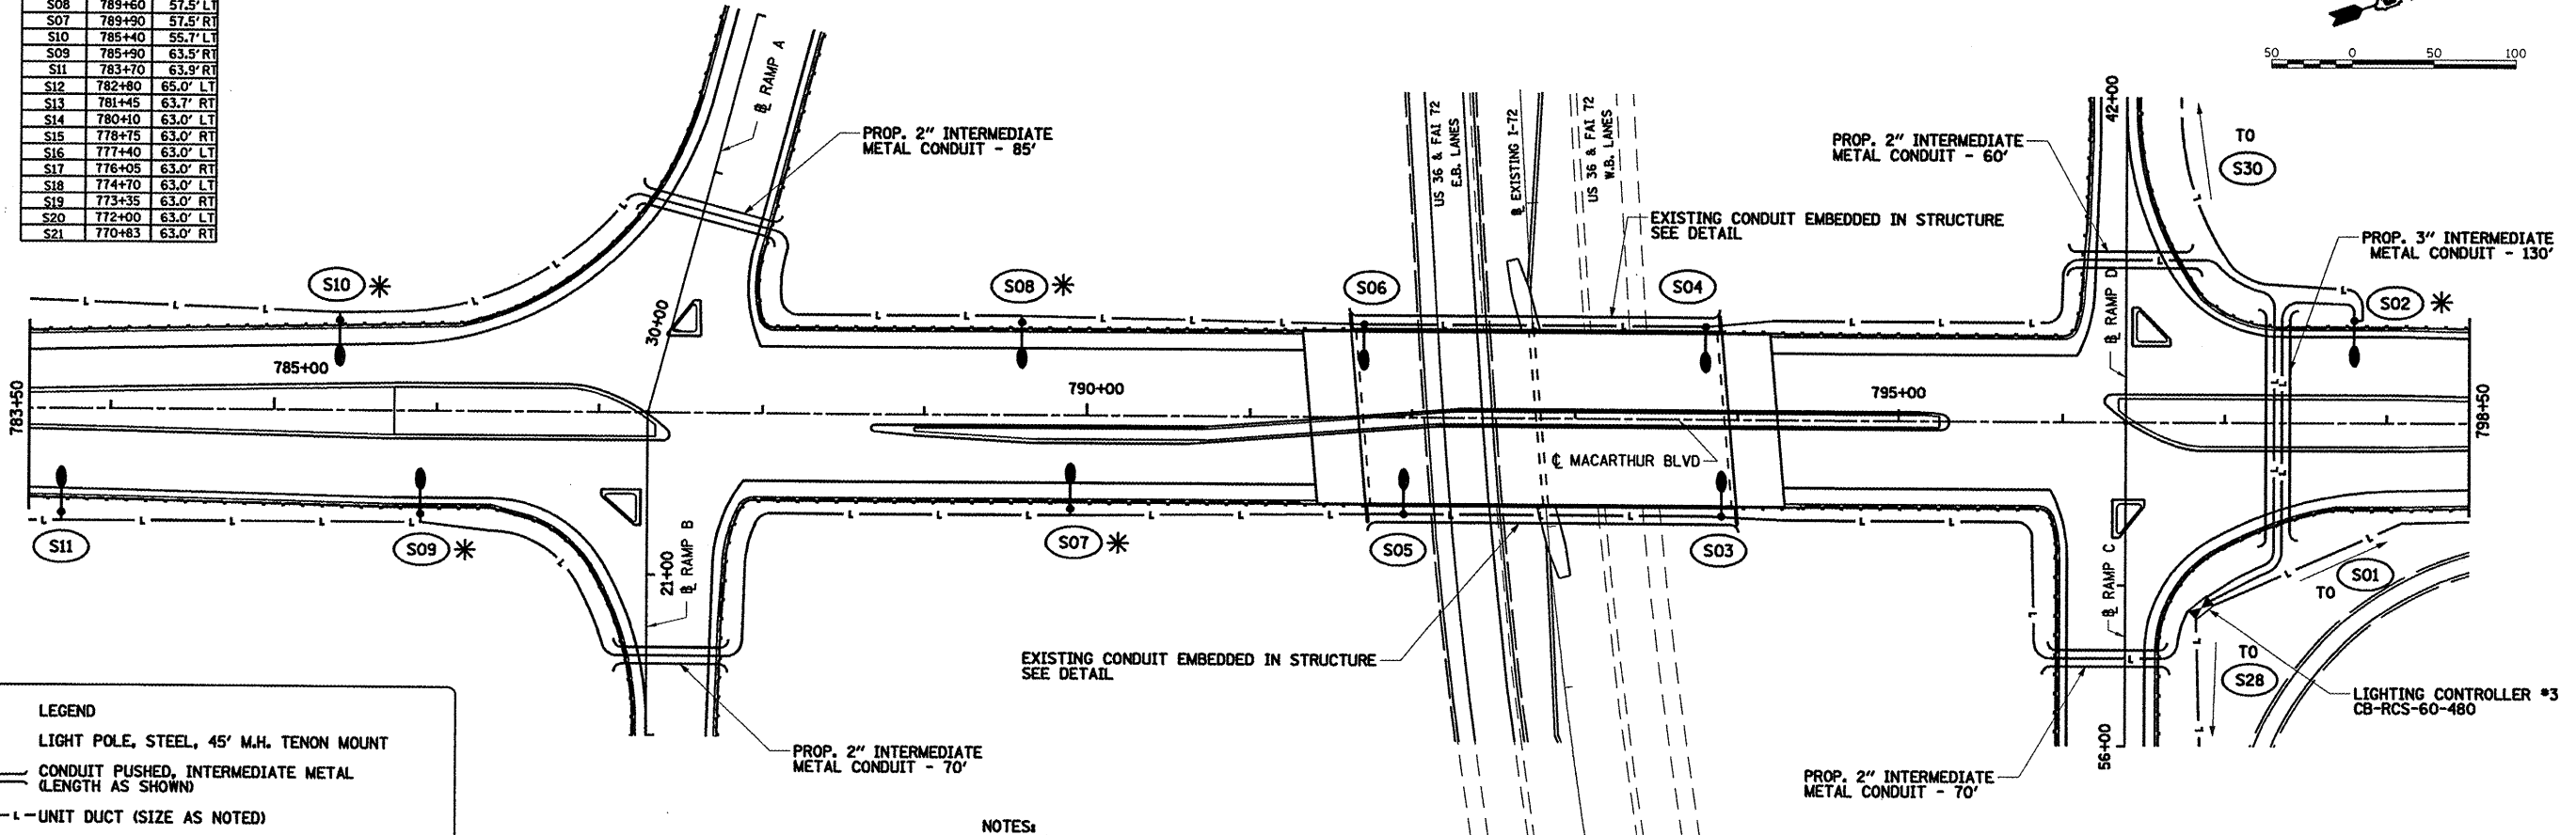 S08 789+60 57.5' LT
S07 789+90 57.5' RT
S10 785+40 55.7' LT
S09 785+90 63.5' RT
S11 783+70 63.9' RT
S12 782+80 65.0' LT
S13 781+45 63.7' RT
S14 780+10 63.0' LT
S15 778+75 63.0' RT
S16 777+40 63.0' LT
S17 776+05 63.0' RT
S18 774+70 63.0' LT
S19 773+35 63.0' RT
S20 772+00 63.0' LT
S21 770+83 63.0' RT
50 0 50 100
℄ RAMP A
PROP. 2" INTERMEDIATE
METAL CONDUIT - 85'
US 36 & FAI 72
E.B. LANES
℄ EXISTING I-72
US 36 & FAI 72
W.B. LANES
PROP. 2" INTERMEDIATE
METAL CONDUIT - 60'
42+00
TO
S30
EXISTING CONDUIT EMBEDDED IN STRUCTURE
SEE DETAIL
PROP. 3" INTERMEDIATE
METAL CONDUIT - 130'
S10 *
S08 *
S06
S04
S02 *
℄ RAMP D
30+00
785+00
790+00
795+00
783+50
798+50
℄ MACARTHUR BLVD
S11
S09 *
S07 *
S05
S03
S01
TO
21+00
℄ RAMP B
℄ RAMP C
EXISTING CONDUIT EMBEDDED IN STRUCTURE
SEE DETAIL
TO
S28
LIGHTING CONTROLLER #3
CB-RCS-60-480
56+00
PROP. 2" INTERMEDIATE
METAL CONDUIT - 70'
PROP. 2" INTERMEDIATE
METAL CONDUIT - 70'
LEGEND
LIGHT POLE, STEEL, 45' M.H. TENON MOUNT
CONDUIT PUSHED, INTERMEDIATE METAL
(LENGTH AS SHOWN)
-L- UNIT DUCT (SIZE AS NOTED)
NOTES: